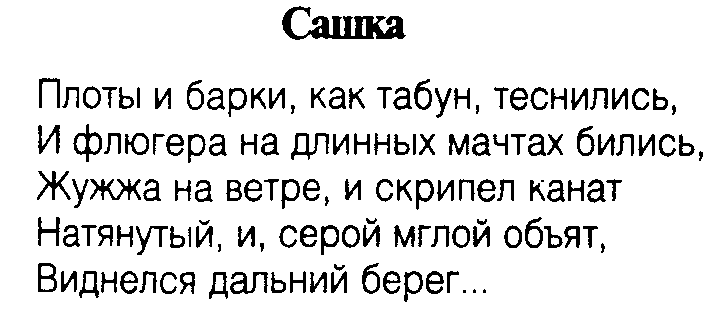 Сашка
Плоты и барки, как табун, теснились,
И флюгера на длинных мачтах бились,
Жужжа на ветре, и скрипел канат
Натянутый, и, серой мглой объят,
Виднелся дальний берег...